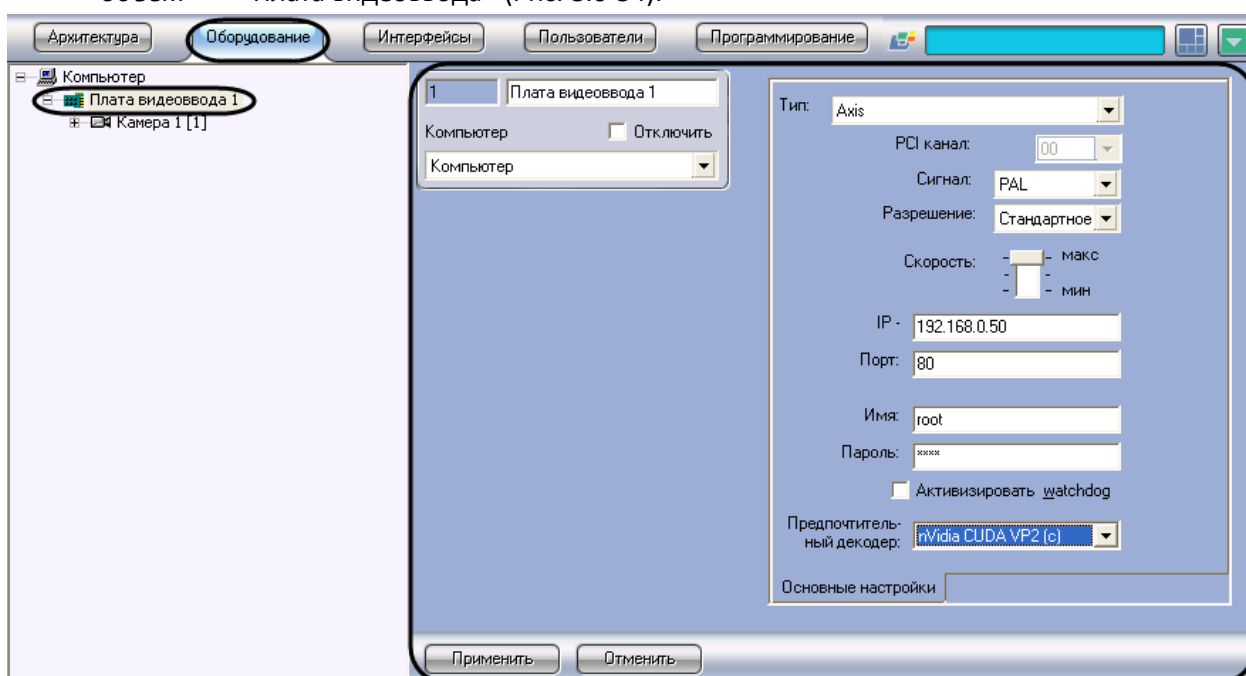 "Плата видеоввода"
Архитектура
Оборудование
Интерфейсы
Пользователи
Программирование
Компьютер
Плата видеоввода 1
Камера 1 [1]
1
Плата видеоввода 1
Компьютер
Отключить
Компьютер
Тип: Axis
PCI канал: 00
Сигнал: PAL
Разрешение: Стандартное
Скорость: макс
мин
IP - 192.168.0.50
Порт: 80
Имя: root
Пароль: ****
Активизировать watchdog
Предпочтитель-
ный декодер: nVidia CUDA VP2 (c)
Основные настройки
Применить
Отменить